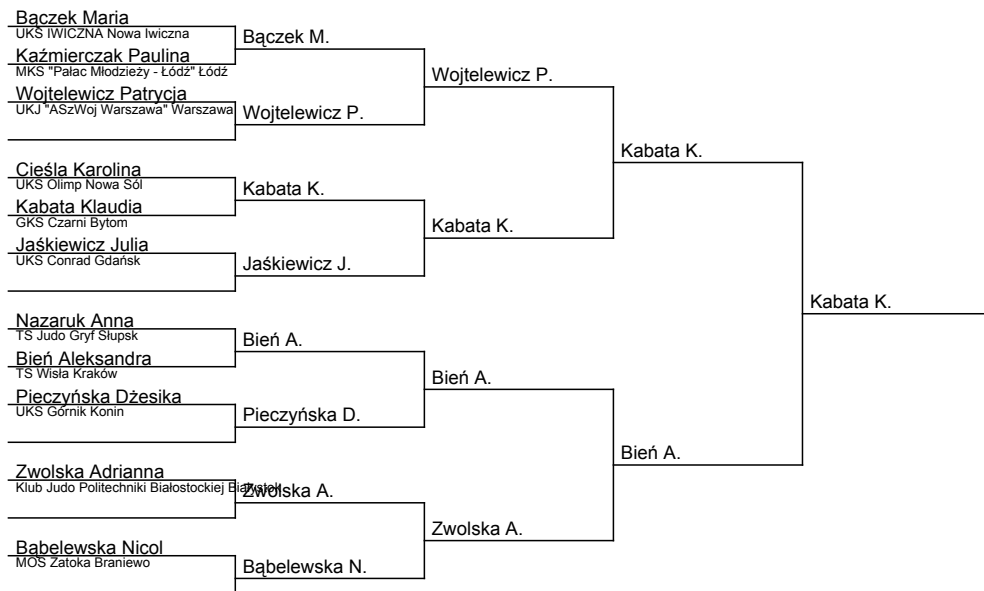 Bączek Maria
UKS IWICZNA Nowa Iwiczna
Bączek M.
Kaźmierczak Paulina
MKS "Pałac Młodzieży - Łódź" Łódź
Wojtelewicz P.
Wojtelewicz Patrycja
UKJ "ASzWoj Warszawa" Warszawa
Wojtelewicz P.
Kabata K.
Cieśla Karolina
UKS Olimp Nowa Sól
Kabata K.
Kabata Klaudia
GKS Czarni Bytom
Kabata K.
Jaśkiewicz Julia
UKS Conrad Gdańsk
Jaśkiewicz J.
Kabata K.
Nazaruk Anna
TS Judo Gryf Słupsk
Bień A.
Bień Aleksandra
TS Wisła Kraków
Bień A.
Pieczyńska Dżesika
UKS Górnik Konin
Pieczyńska D.
Bień A.
Zwolska Adrianna
Klub Judo Politechniki Białostockiej Białystok
Zwolska A.
Zwolska A.
Bąbelewska Nicol
MOS Zatoka Braniewo
Bąbelewska N.